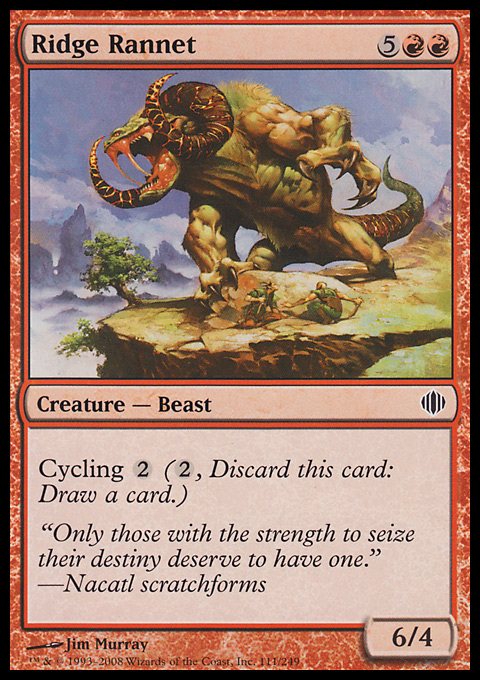 Ridge Rannet 5
Creature — Beast
Cycling 2 (2, Discard this card:
Draw a card.)
“Only those with the strength to seize
their destiny deserve to have one.”
—Nacatl scratchforms
6/4
Jim Murray
™ & © 1993–2008 Wizards of the Coast, Inc. 111/249